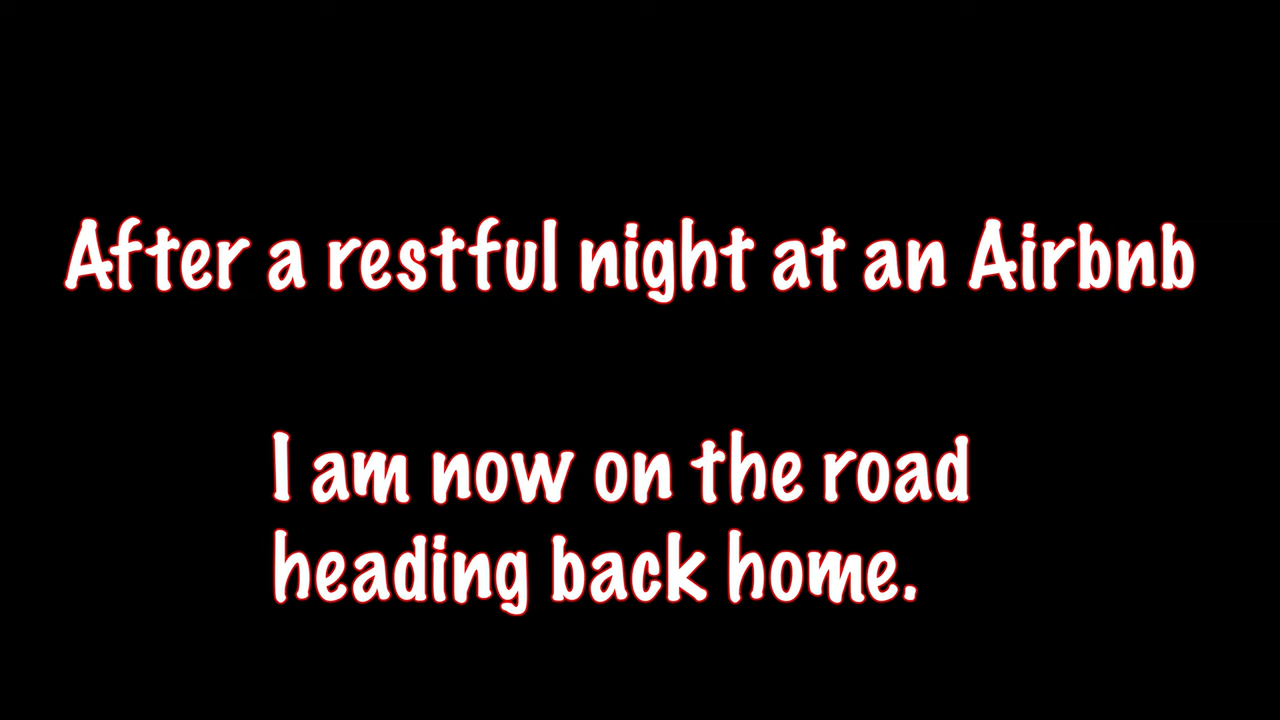 After a restful night at an Airbnb
I am now on the road
heading back home.